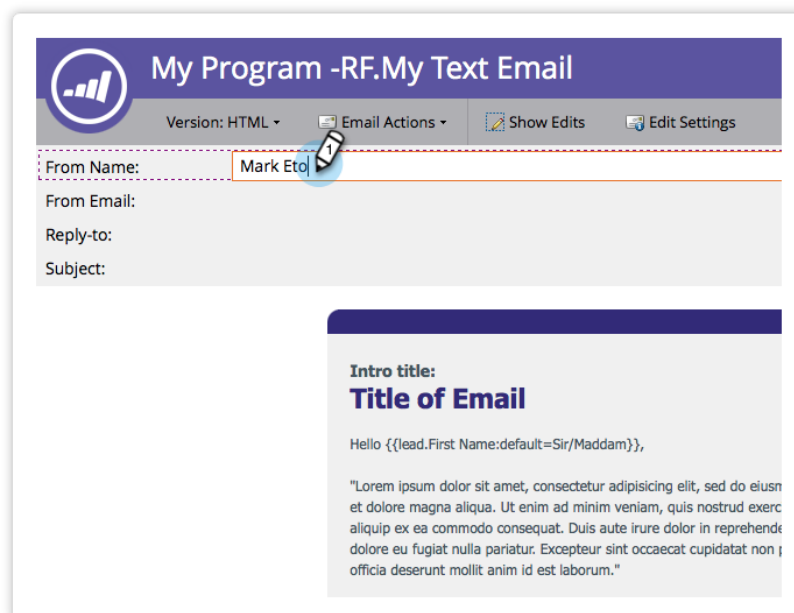 My Program -RF.My Text Email
Version: HTML Email Actions Show Edits Edit Settings
1
From Name: Mark Eto
From Email:
Reply-to:
Subject:
Intro title:
Title of Email
Hello {{lead.First Name:default=Sir/Maddam}},
"Lorem ipsum dolor sit amet, consectetur adipisicing elit, sed do eiusm
et dolore magna aliqua. Ut enim ad minim veniam, quis nostrud exerc
aliquip ex ea commodo consequat. Duis aute irure dolor in reprehende
dolore eu fugiat nulla pariatur. Excepteur sint occaecat cupidatat non
officia deserunt mollit anim id est laborum."